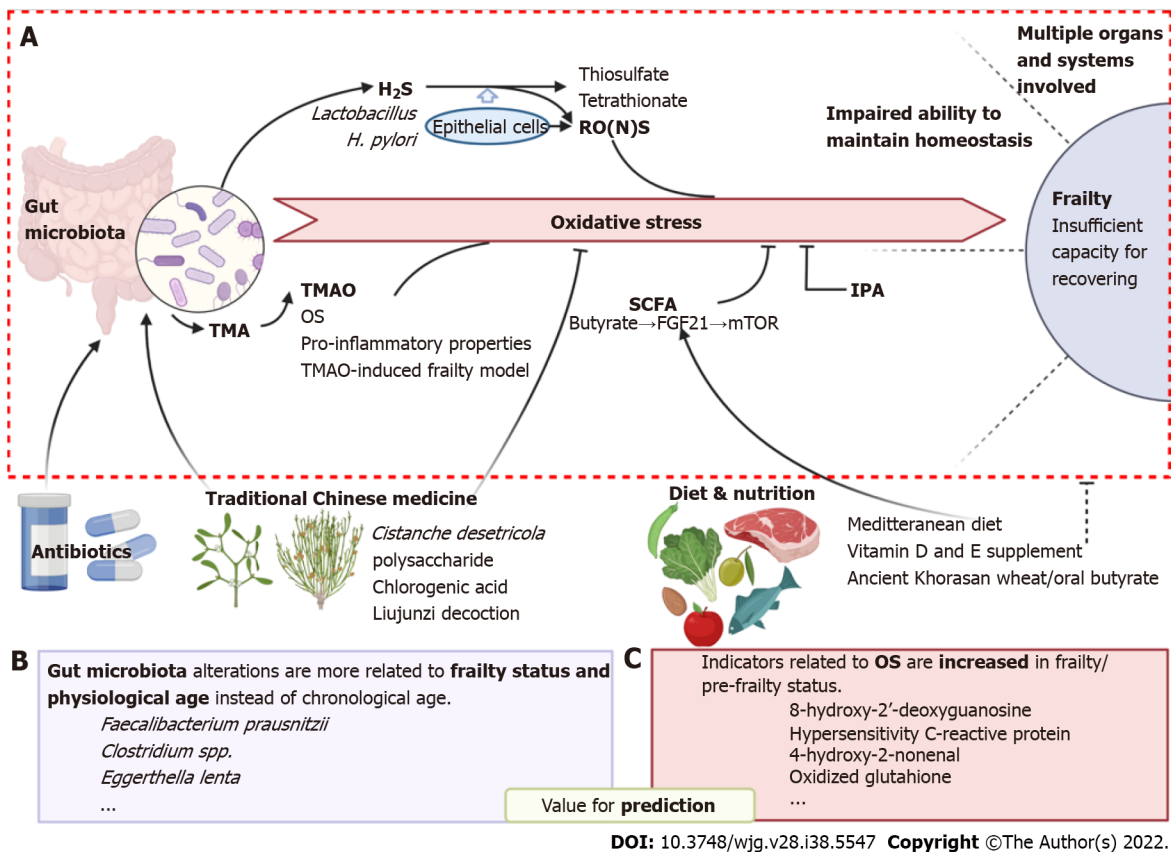 A
Multiple organs
and systems
involved
H₂S
Lactobacillus
H. pylori
Thiosulfate
Tetrathionate
RO(N)S
Epithelial cells
Impaired ability to
maintain homeostasis
Gut
microbiota
Oxidative stress
Frailty
Insufficient
capacity for
recovering
TMA
TMAO
OS
Pro-inflammatory properties
TMAO-induced frailty model
SCFA
Butyrate→FGF21→mTOR
IPA
Antibiotics
Traditional Chinese medicine
Cistanche desetricola
polysaccharide
Chlorogenic acid
Liujunzi decoction
Diet & nutrition
Meditteranean diet
Vitamin D and E supplement
Ancient Khorasan wheat/oral butyrate
B
Gut microbiota alterations are more related to frailty status and
physiological age instead of chronological age.
Faecalibacterium prausnitzii
Clostridium spp.
Eggerthella lenta
...
C
Indicators related to OS are increased in frailty/
pre-frailty status.
8-hydroxy-2′-deoxyguanosine
Hypersensitivity C-reactive protein
4-hydroxy-2-nonenal
Oxidized glutahione
...
Value for prediction
DOI: 10.3748/wjg.v28.i38.5547 Copyright ©The Author(s) 2022.